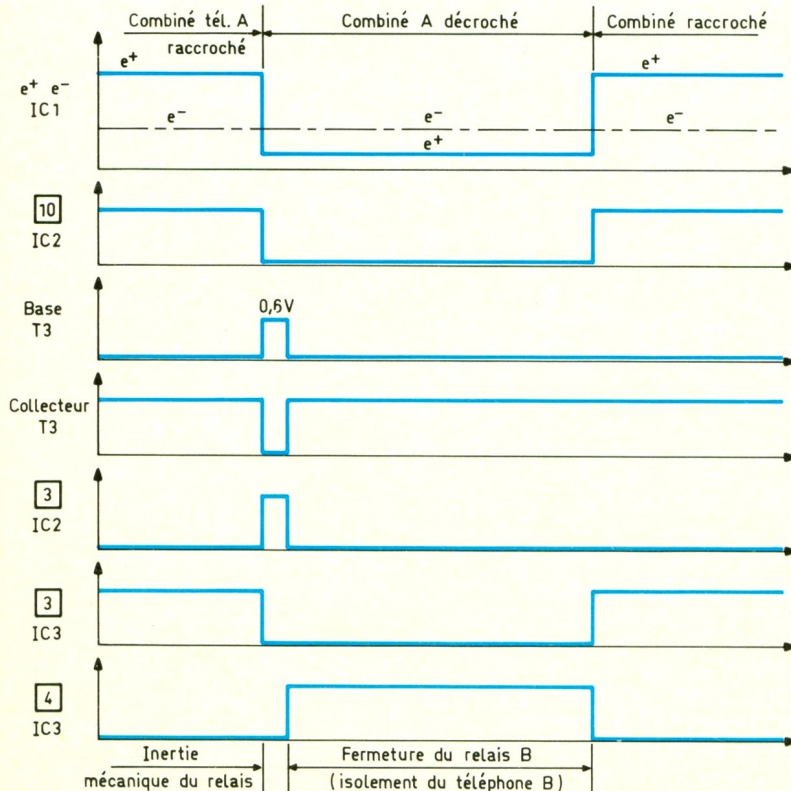 Combiné tél. A
raccroché
Combiné A décroché
Combiné raccroché
e+ e-
IC1
e+
e-
e-
e+
e+
e-
10
IC2
Base
T3
0,6V
Collecteur
T3
3
IC2
3
IC3
4
IC3
Inertie
mécanique du relais
Fermeture du relais B
(isolement du téléphone B)